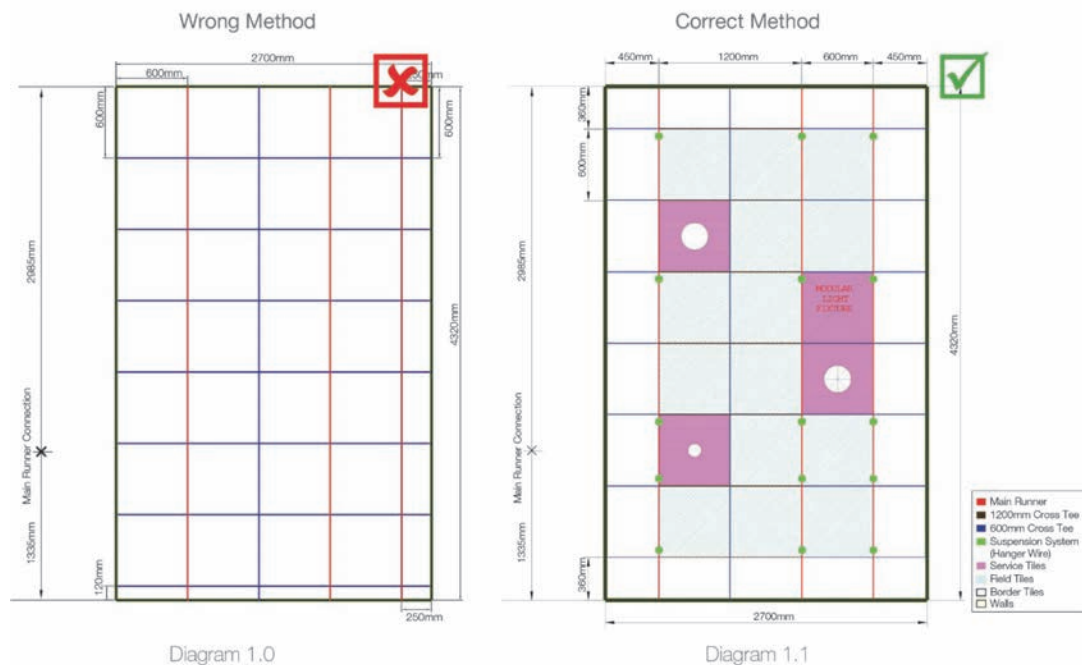 Wrong Method
Correct Method
2700mm
600mm
600mm
600mm
2985mm
4320mm
Main Runner Connection
1335mm
120mm
250mm
Diagram 1.0
450mm
1200mm
600mm
450mm
360mm
600mm
2985mm
MODULAR
LIGHT
FIXTURE
4320mm
Main Runner Connection
1335mm
360mm
2700mm
Diagram 1.1
Main Runner
1200mm Cross Tee
600mm Cross Tee
Suspension System
(Hanger Wire)
Service Tiles
Field Tiles
Border Tiles
Walls